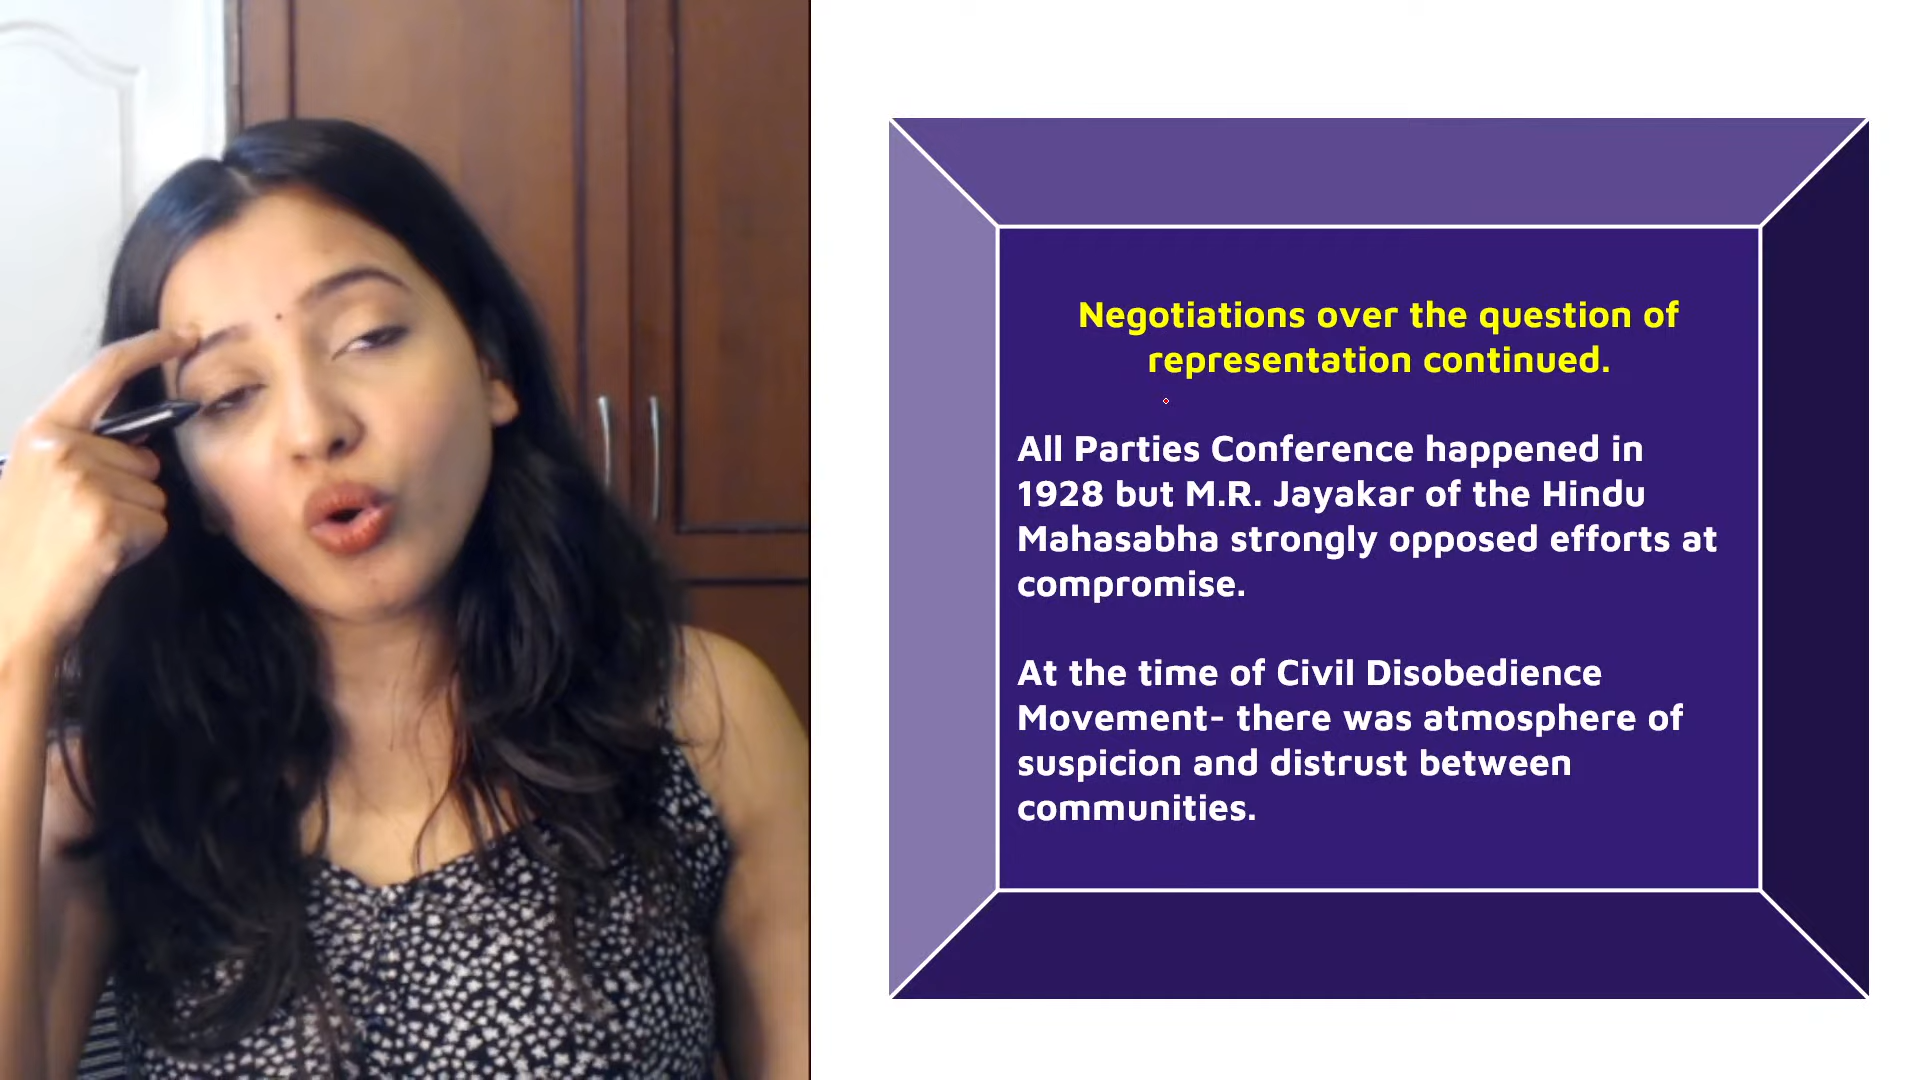 Negotiations over the question of
representation continued.
All Parties Conference happened in
1928 but M.R. Jayakar of the Hindu
Mahasabha strongly opposed efforts at
compromise.
At the time of Civil Disobedience
Movement- there was atmosphere of
suspicion and distrust between
communities.